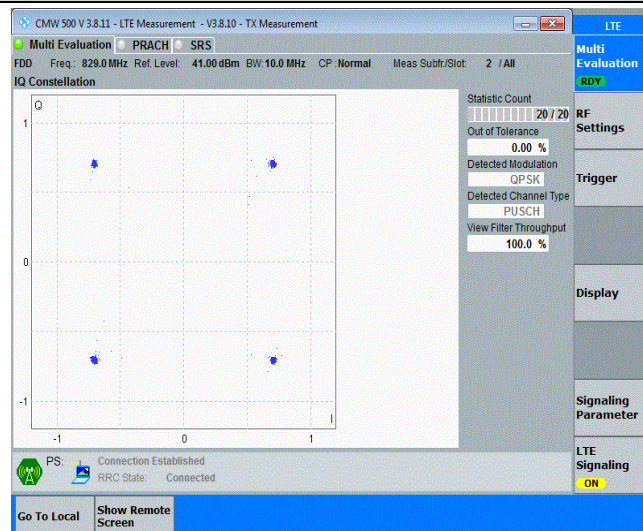 CMW 500 V 3.8.11 - LTE Measurement  - V3.8.10 - TX Measurement
LTE
Multi Evaluation PRACH SRS
FDD Freq.: 829.0 MHz Ref. Level: 41.00 dBm BW: 10.0 MHz CP : Normal Meas Subfr./Slot: 2 / All
IQ Constellation
Q
1
0
-1
I
-1 0 1
Statistic Count
20 / 20
Out of Tolerance
0.00 %
Detected Modulation
QPSK
Detected Channel Type
PUSCH
View Filter Throughput
100.0 %
Multi
Evaluation
RDY
RF
Settings
Trigger
Display
Signaling
Parameter
LTE
Signaling
ON
PS: Connection Established
RRC State: Connected
Go To Local
Show Remote
Screen